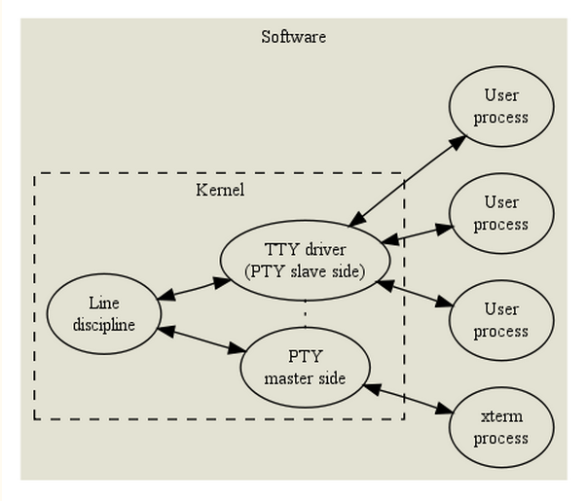 Software
User
process
Kernel
User
process
TTY driver
(PTY slave side)
Line
discipline
User
process
PTY
master side
xterm
process